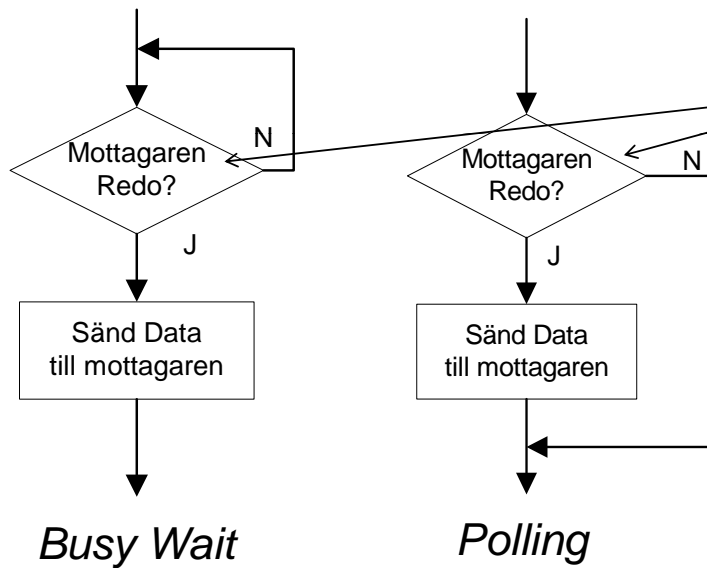 Mottagaren
Redo?
N
J
Sänd Data
till mottagaren
Busy Wait
Mottagaren
Redo?
N
J
Sänd Data
till mottagaren
Polling